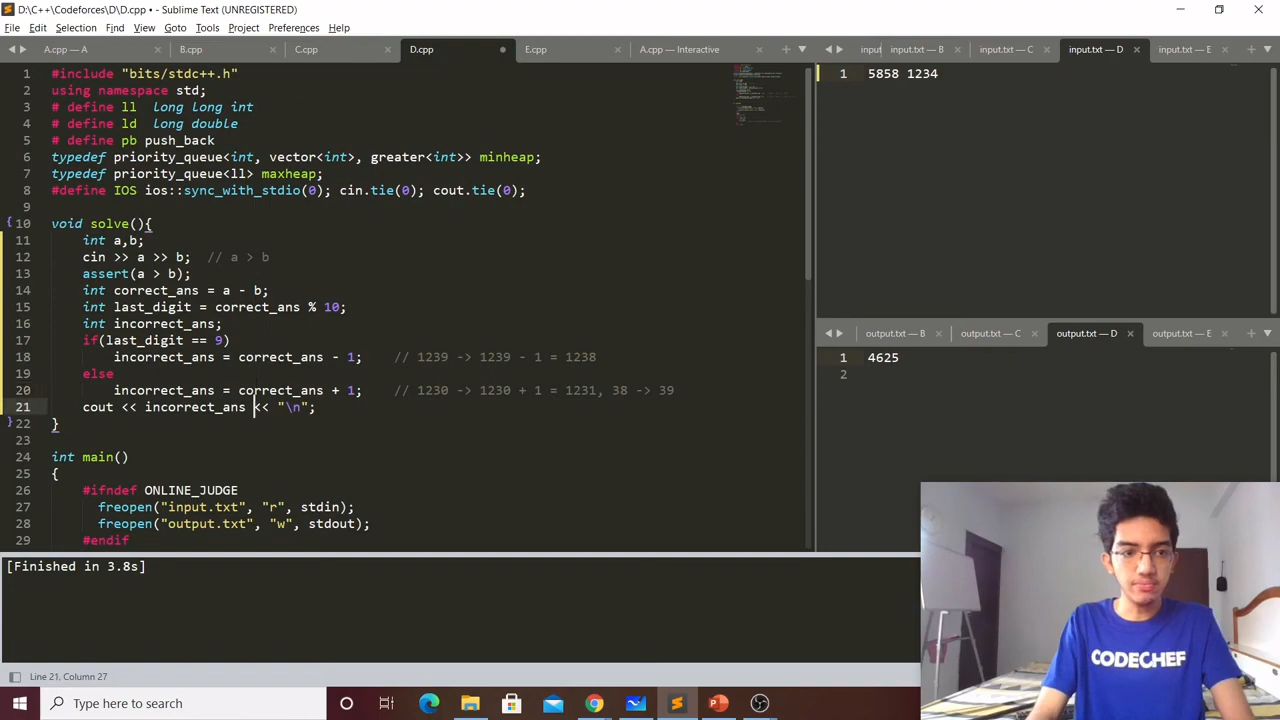 D:\C++\Codeforces\D\D.cpp • - Sublime Text (UNREGISTERED)
File Edit Selection Find View Goto Tools Project Preferences Help
A.cpp — A B.cpp C.cpp D.cpp E.cpp A.cpp — Interactive
1 #include "bits/stdc++.h"
2 using namespace std;
3 # define ll long long int
4 # define ld long double
5 # define pb push_back
6 typedef priority_queue<int, vector<int>, greater<int>> minheap;
7 typedef priority_queue<ll> maxheap;
8 #define IOS ios::sync_with_stdio(0); cin.tie(0); cout.tie(0);
9
10 void solve(){
11 int a,b;
12 cin >> a >> b; // a > b
13 assert(a > b);
14 int correct_ans = a - b;
15 int last_digit = correct_ans % 10;
16 int incorrect_ans;
17 if(last_digit == 9)
18 incorrect_ans = correct_ans - 1; // 1239 -> 1239 - 1 = 1238
19 else
20 incorrect_ans = correct_ans + 1; // 1230 -> 1230 + 1 = 1231, 38 -> 39
21 cout << incorrect_ans << "\n";
22 }
23
24 int main()
25 {
26 #ifndef ONLINE_JUDGE
27 freopen("input.txt", "r", stdin);
28 freopen("output.txt", "w", stdout);
29 #endif
[Finished in 3.8s]
Line 21, Column 27
Type here to search
input input.txt — B input.txt — C input.txt — D input.txt — E
1 5858 1234
output.txt — B output.txt — C output.txt — D output.txt — E
1 4625
2
CODECHEF